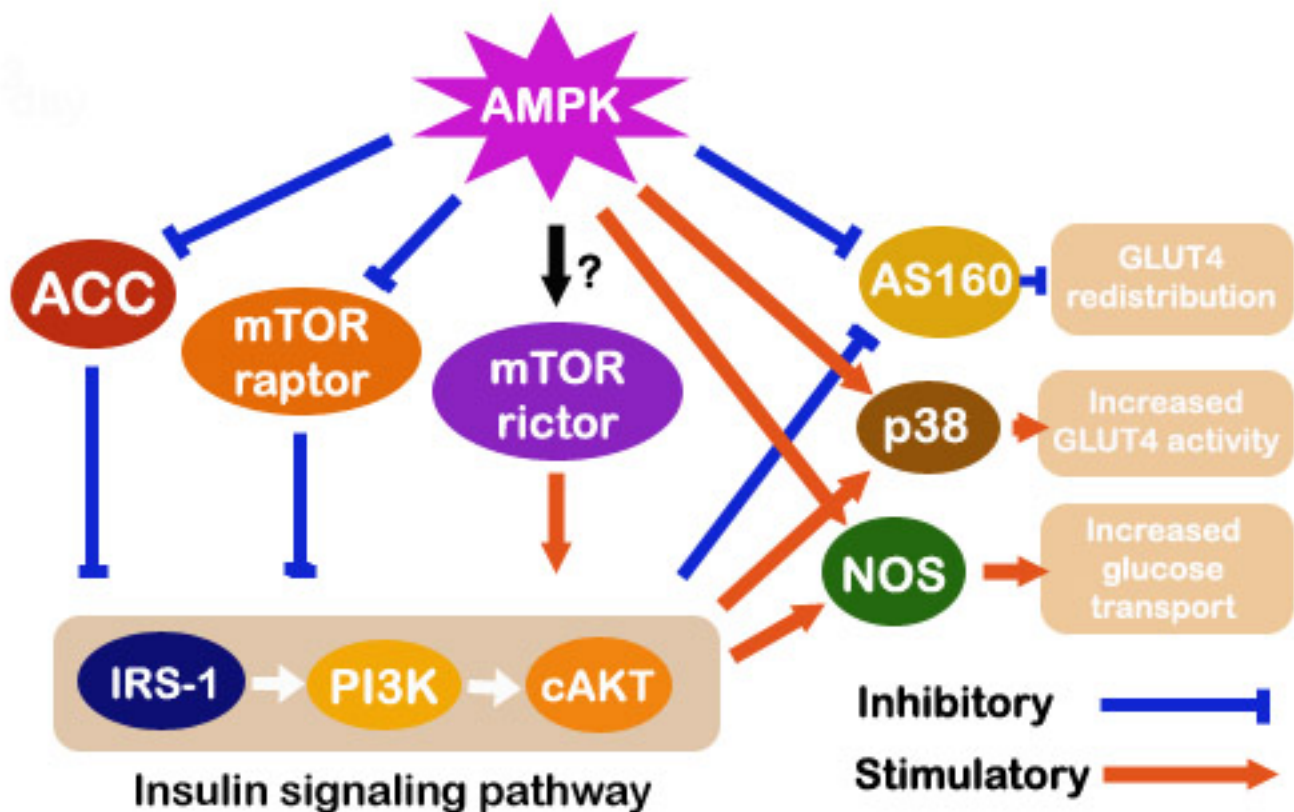 AMPK
ACC
mTOR
raptor
?
mTOR
rictor
AS160
GLUT4
redistribution
p38
Increased
GLUT4 activity
NOS
Increased
glucose
transport
IRS-1
PI3K
cAKT
Insulin signaling pathway
Inhibitory
Stimulatory